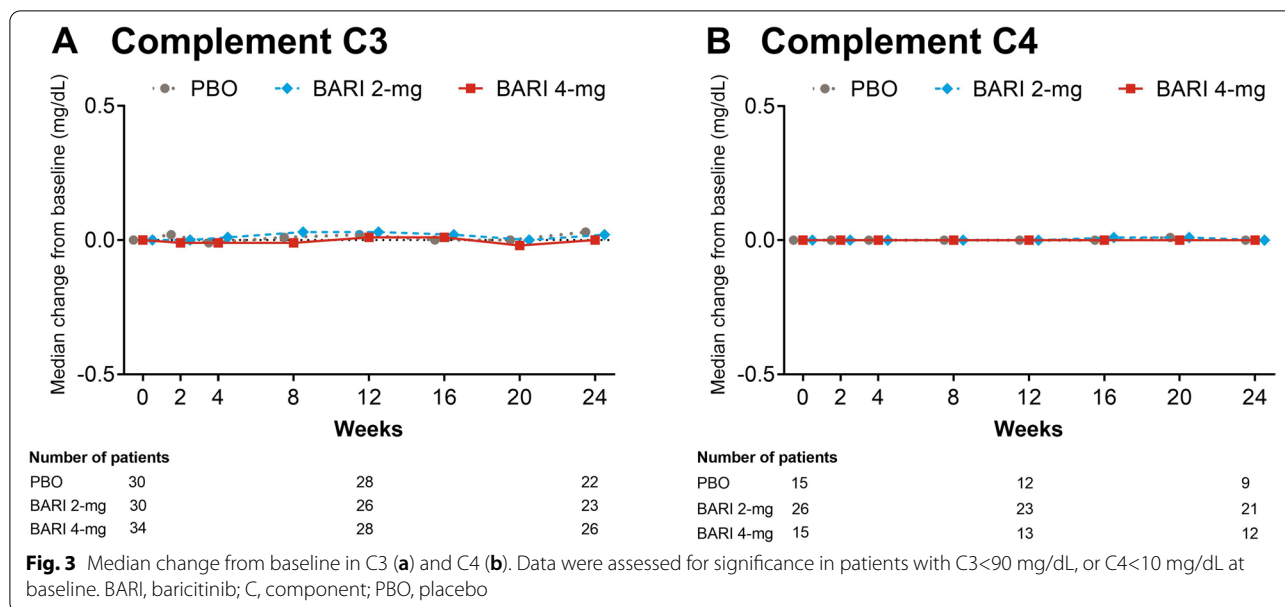 A Complement C3
PBO BARI 2-mg BARI 4-mg
Median change from baseline (mg/dL)
0.5
0.0
-0.5
0 2 4 8 12 16 20 24
Weeks
Number of patients
PBO 30 28 22
BARI 2-mg 30 26 23
BARI 4-mg 34 28 26
B Complement C4
PBO BARI 2-mg BARI 4-mg
Median change from baseline (mg/dL)
0.5
0.0
-0.5
0 2 4 8 12 16 20 24
Weeks
Number of patients
PBO 15 12 9
BARI 2-mg 26 23 21
BARI 4-mg 15 13 12
Fig. 3 Median change from baseline in C3 (a) and C4 (b). Data were assessed for significance in patients with C3<90 mg/dL, or C4<10 mg/dL at
baseline. BARI, baricitinib; C, component; PBO, placebo